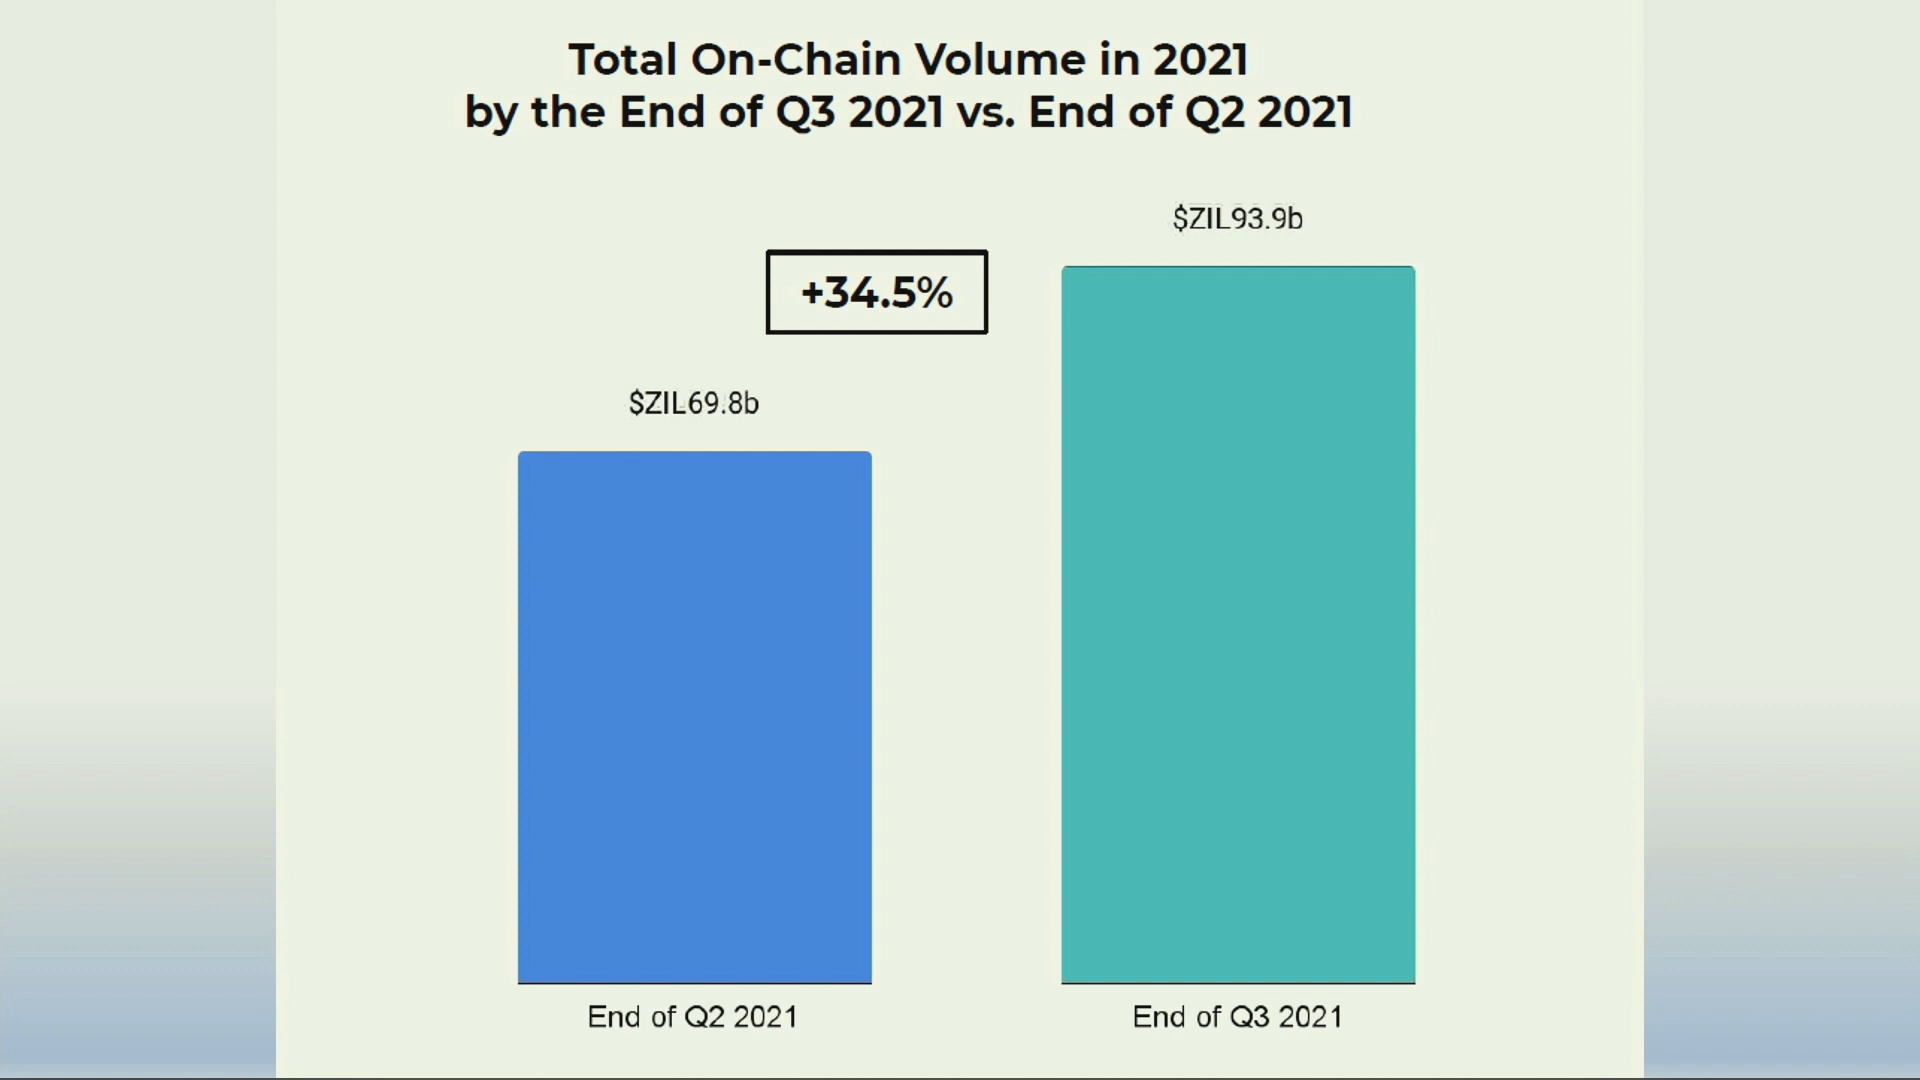 Total On-Chain Volume in 2021
by the End of Q3 2021 vs. End of Q2 2021
$ZIL93.9b
+34.5%
$ZIL69.8b
End of Q2 2021
End of Q3 2021